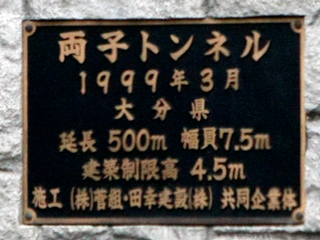 両子トンネル
1999年3月
大分県
延長 500m 幅員7.5m
建築制限高 4.5m
施工 (株)菅組・田幸建設(株) 共同企業体